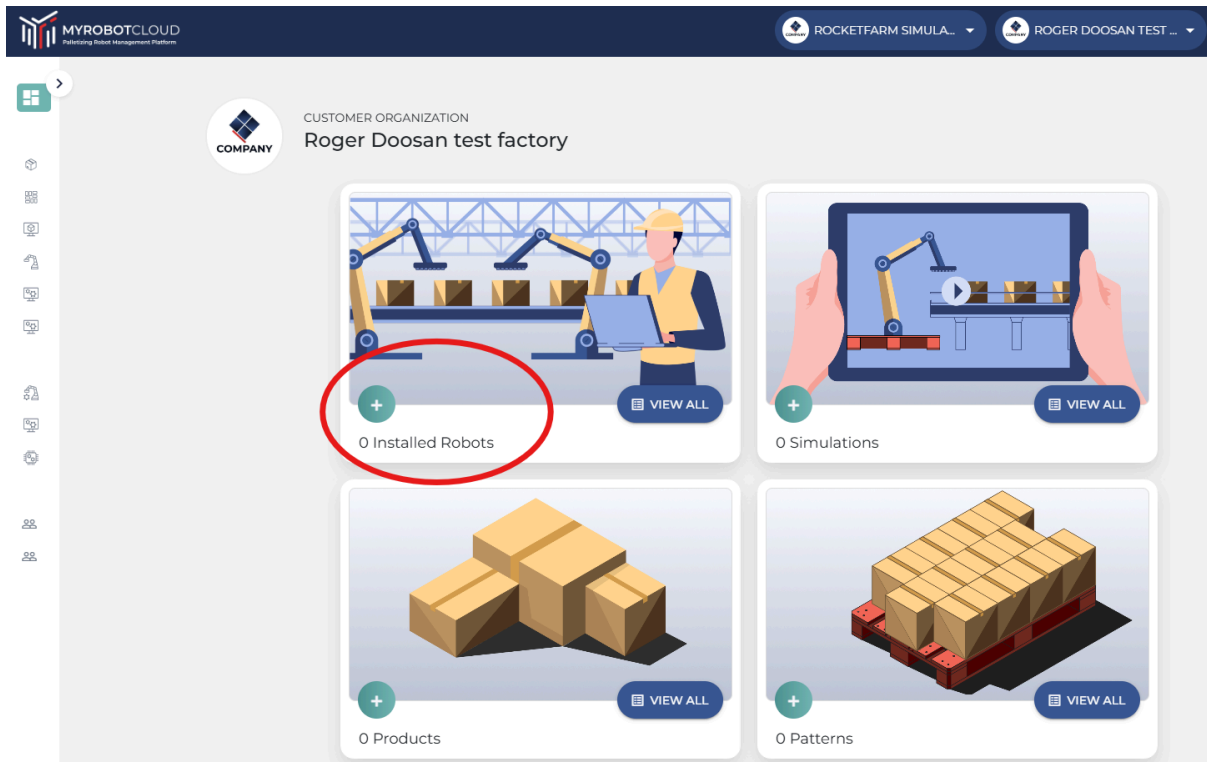 MYROBOTCLOUD
Palletizing Robot Management Platform
COMPANY
ROCKETFARM SIMULA...
COMPANY
ROGER DOOSAN TEST ...
COMPANY
CUSTOMER ORGANIZATION
Roger Doosan test factory
VIEW ALL
0 Installed Robots
VIEW ALL
0 Simulations
VIEW ALL
0 Products
VIEW ALL
0 Patterns